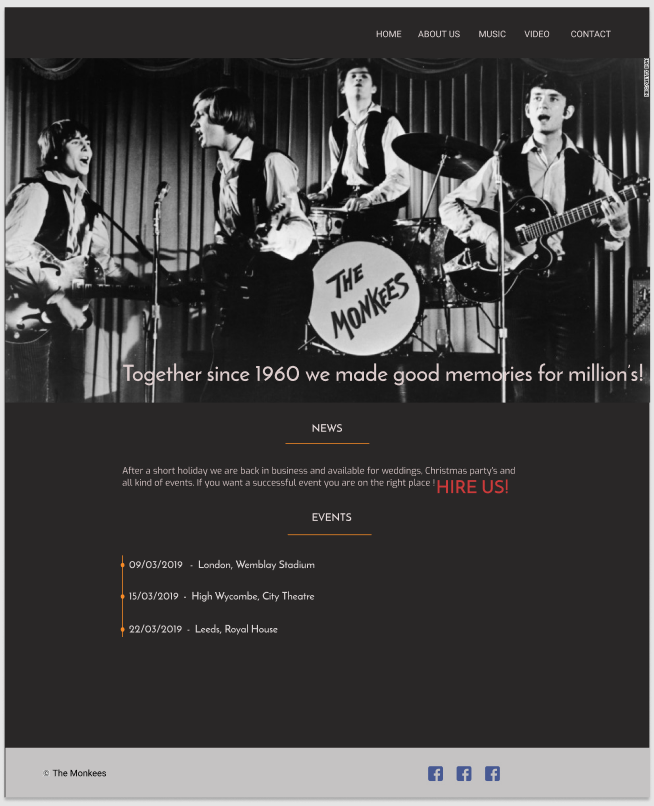 HOME ABOUT US MUSIC VIDEO CONTACT
THE
MONKEES
Together since 1960 we made good memories for million's!
NEWS
After a short holiday we are back in business and available for weddings, Christmas party's and
all kind of events. If you want a successful event you are on the right place ! HIRE US!
EVENTS
09/03/2019 - London, Wemblay Stadium
15/03/2019 - High Wycombe, City Theatre
22/03/2019 - Leeds, Royal House
© The Monkees